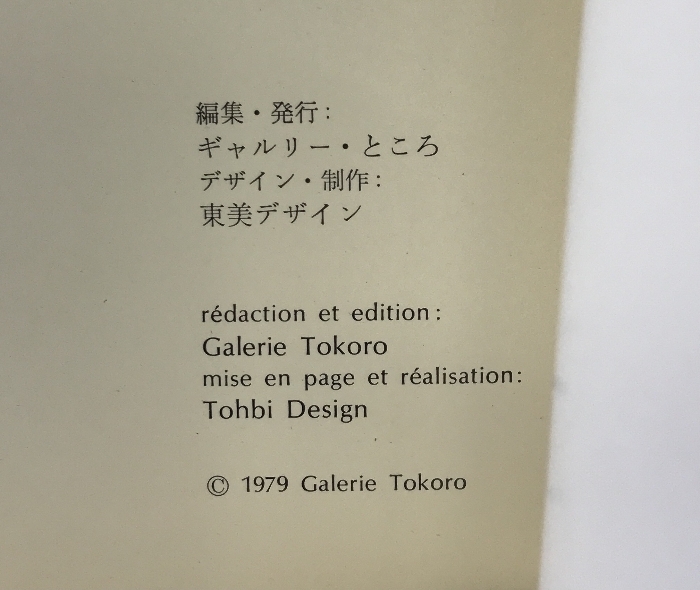 編集・発行:
ギャルリー・ところ
デザイン・制作:
東美デザイン
rédaction et edition:
Galerie Tokoro
mise en page et réalisation:
Tohbi Design
© 1979 Galerie Tokoro